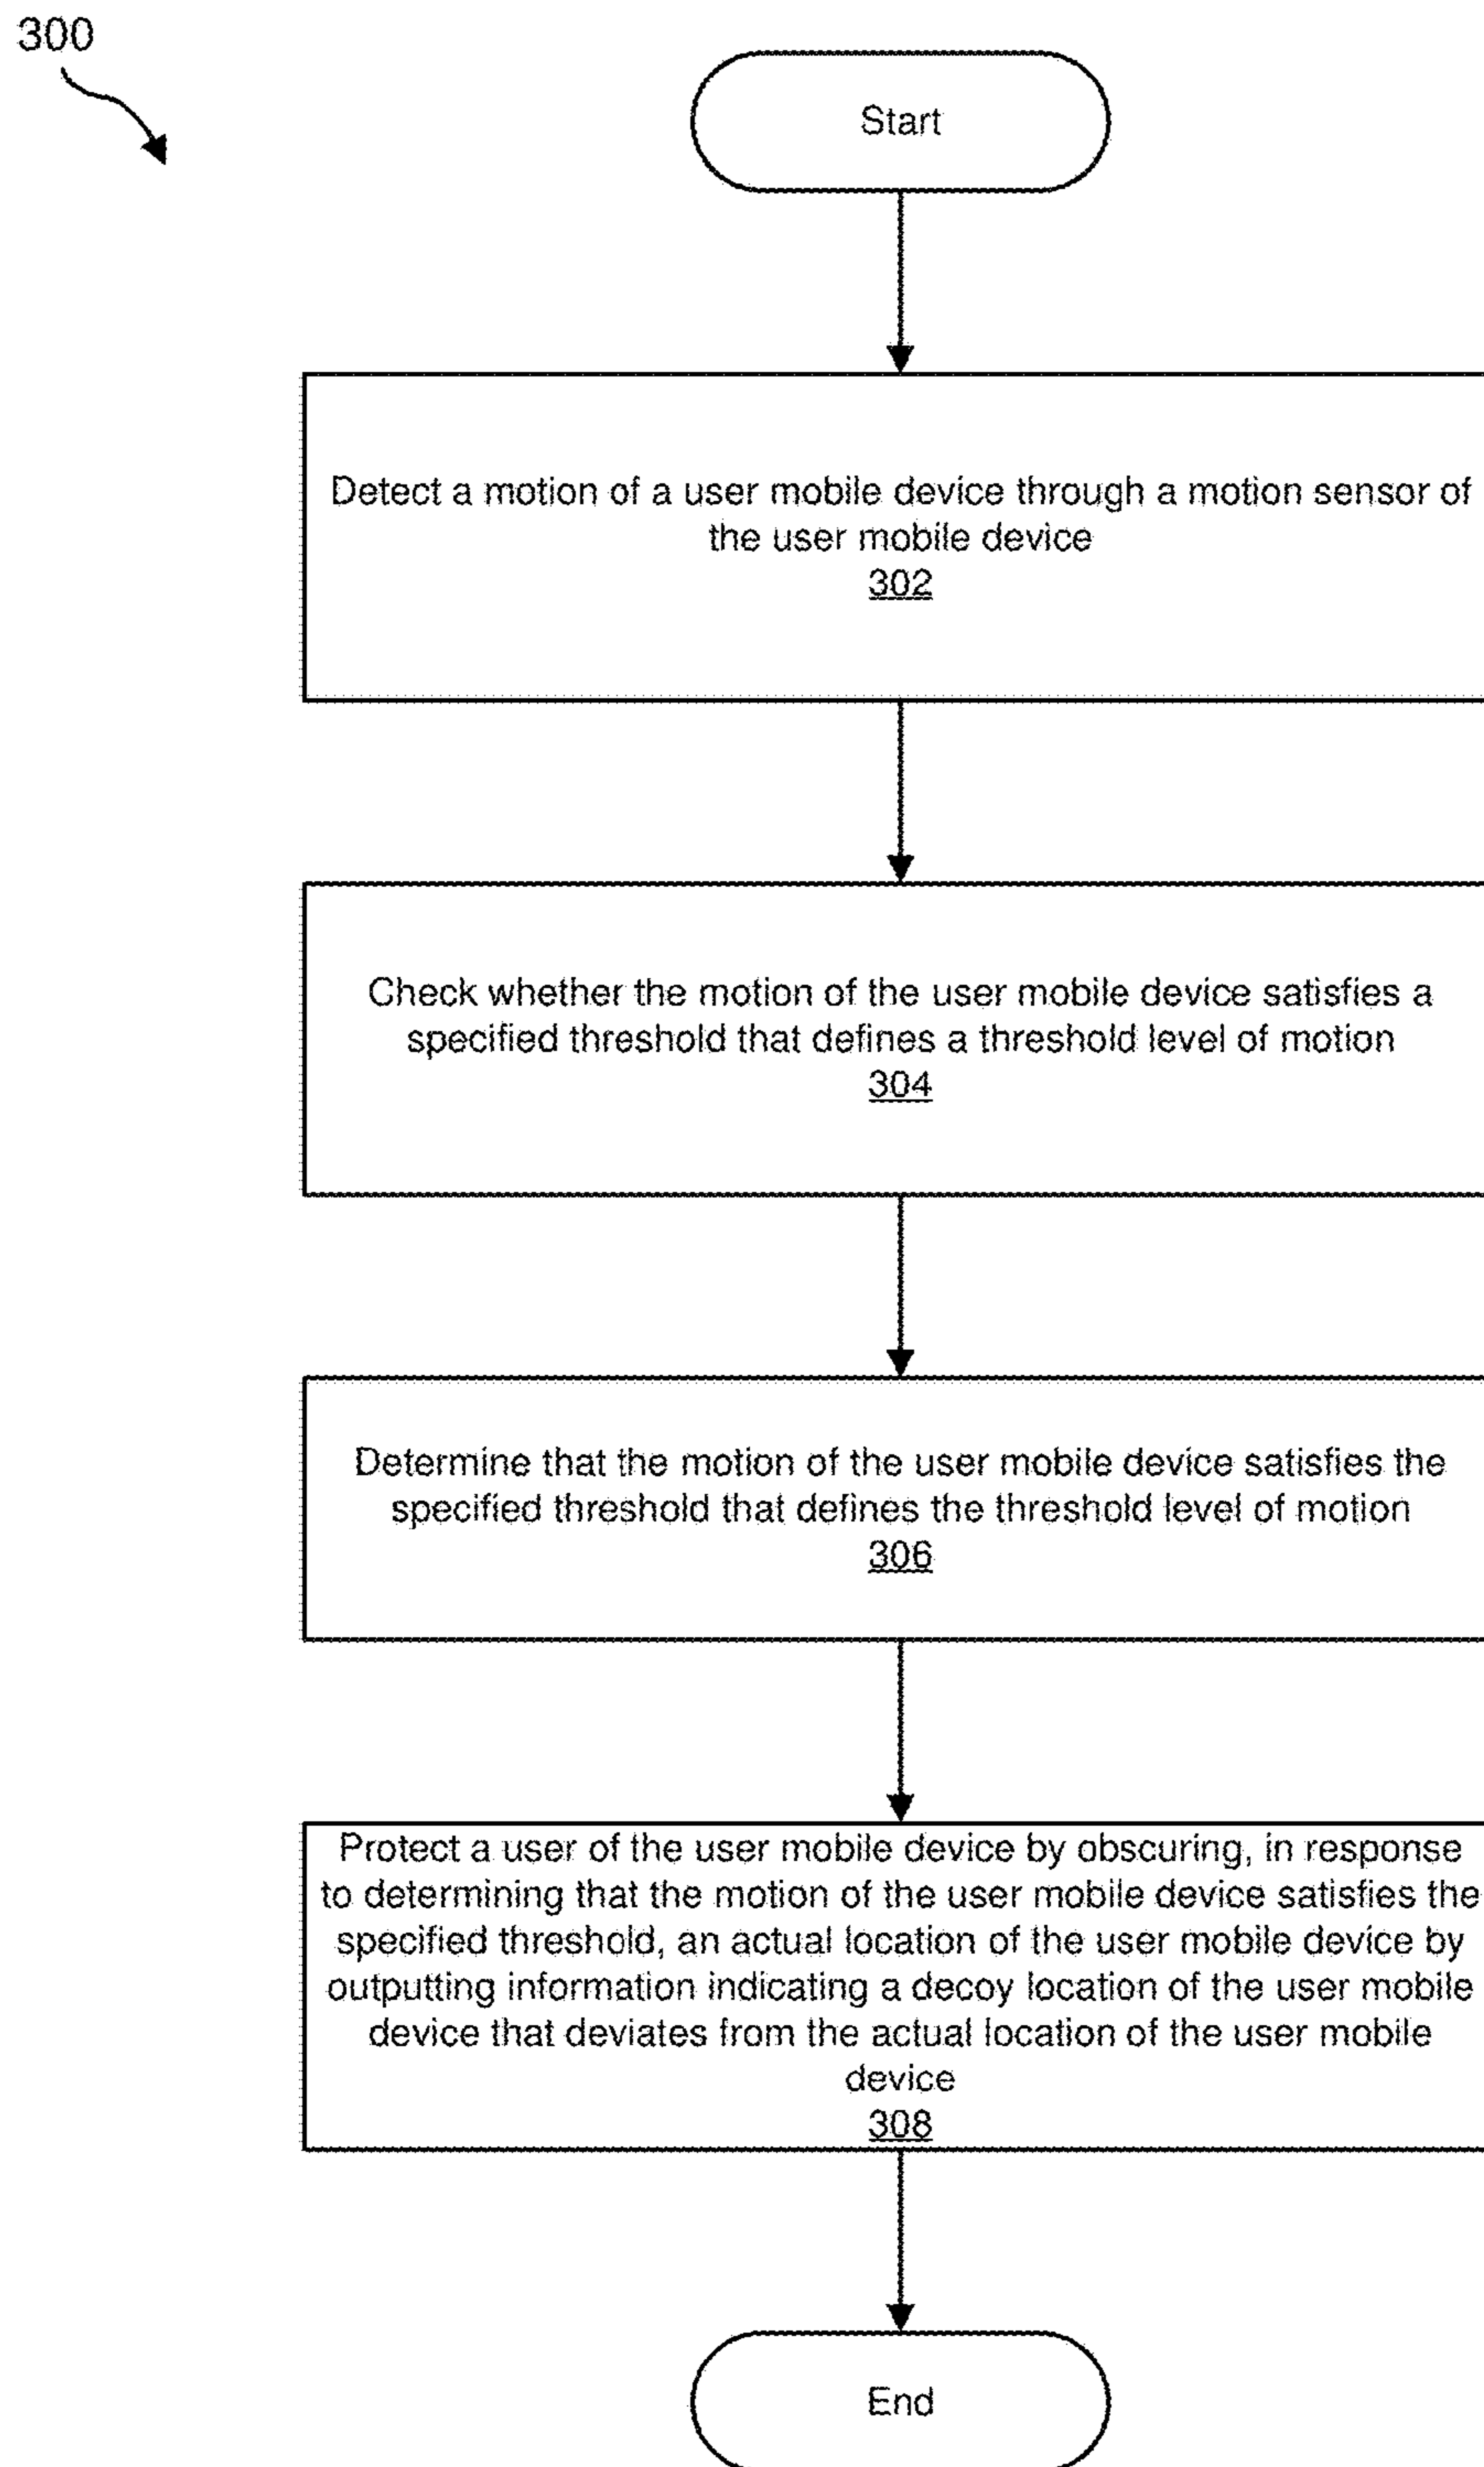 300
Start
Detect a motion of a user mobile device through a motion sensor of
the user mobile device
302
Check whether the motion of the user mobile device satisfies a
specified threshold that defines a threshold level of motion
304
Determine that the motion of the user mobile device satisfies the
specified threshold that defines the threshold level of motion
306
Protect a user of the user mobile device by obscuring, in response
to determining that the motion of the user mobile device satisfies the
specified threshold, an actual location of the user mobile device by
outputting information indicating a decoy location of the user mobile
device that deviates from the actual location of the user mobile
device
308
End